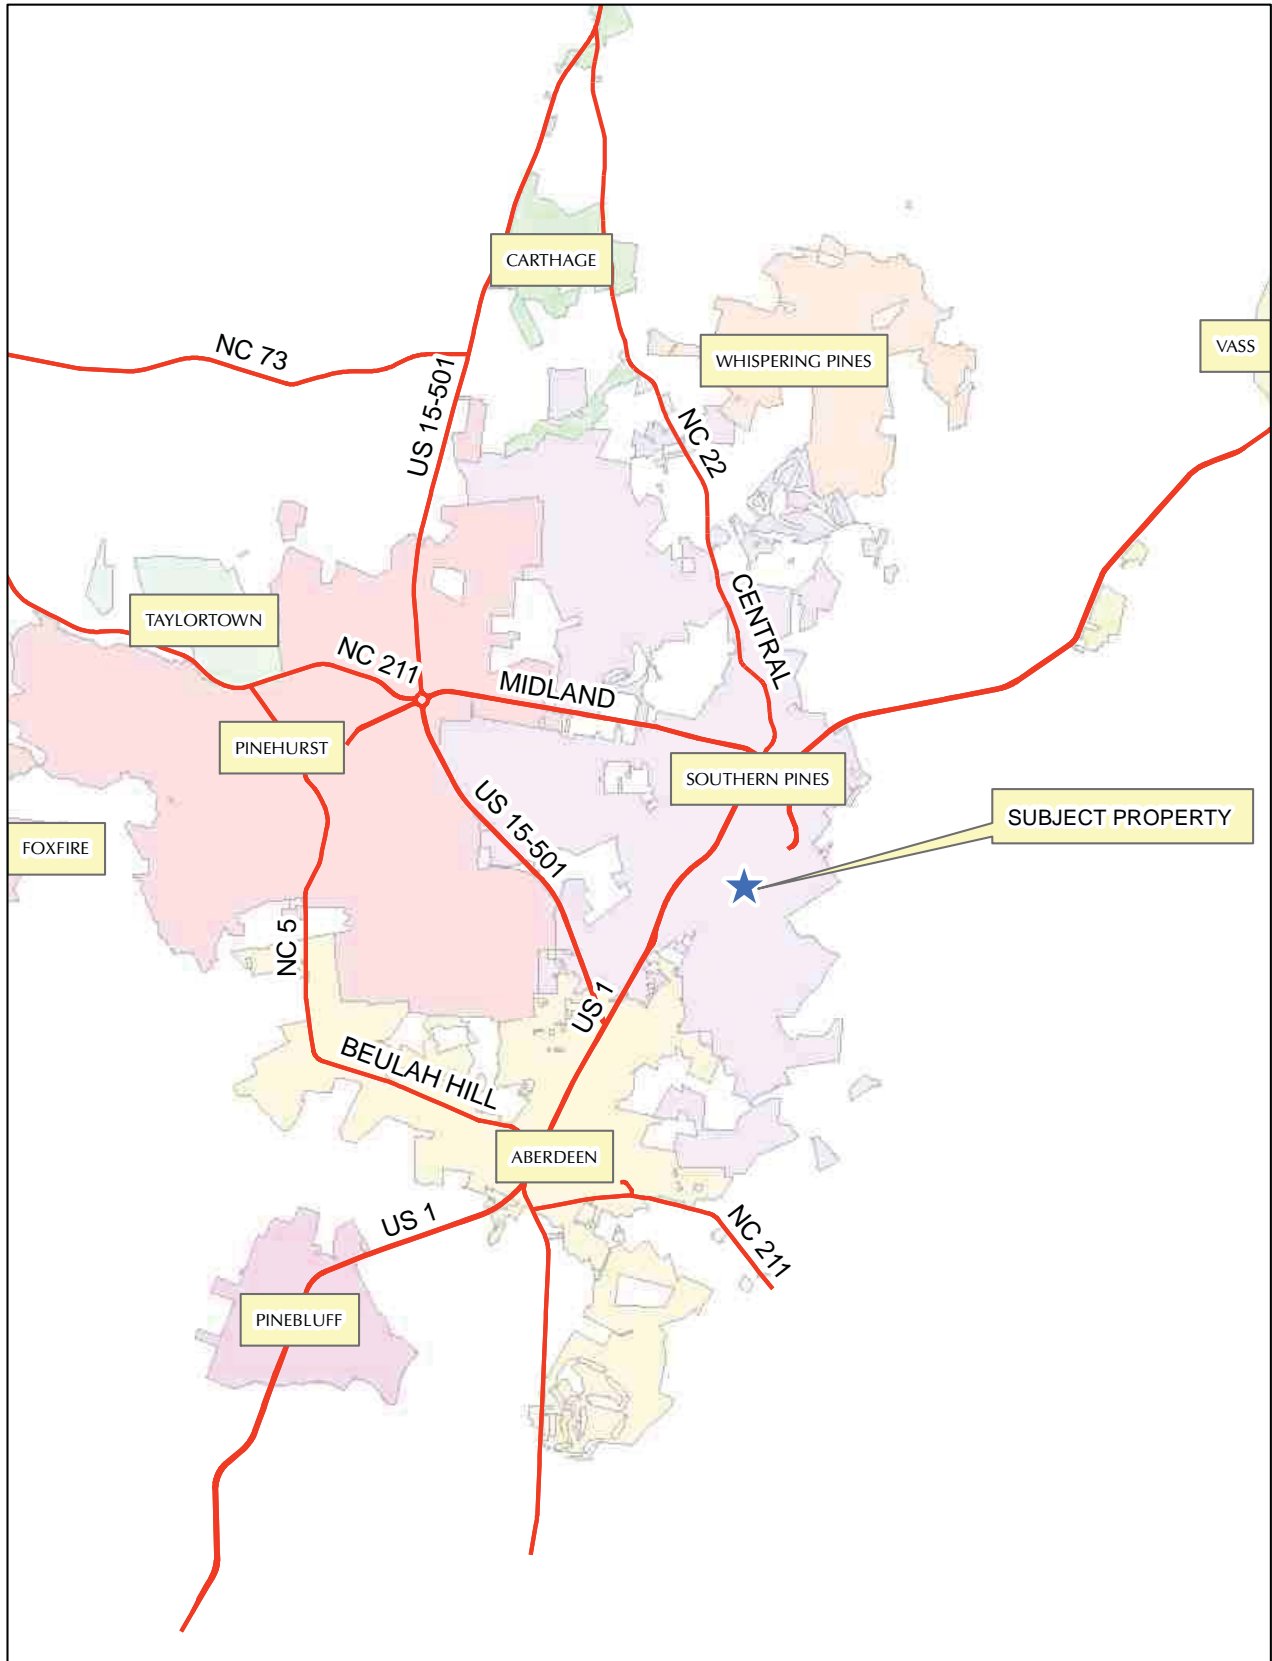 CARTHAGE
NC 73
WHISPERING PINES
VASS
US 15-501
NC 22
CENTRAL
TAYLORTOWN
NC 211
MIDLAND
PINEHURST
SOUTHERN PINES
SUBJECT PROPERTY
US 15-501
FOXFIRE
NC 5
US 1
BEULAH HILL
ABERDEEN
US 1
NC 211
PINEBLUFF